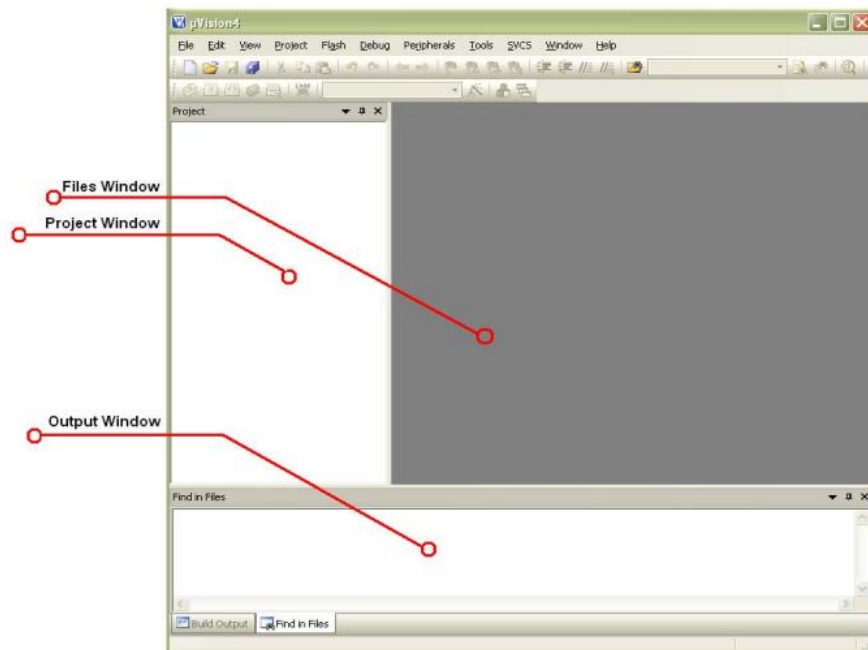 µVision4
File Edit View Project Flash Debug Peripherals Tools SVCS Window Help
Project
Files Window
Project Window
Output Window
Find in Files
Build Output Find in Files